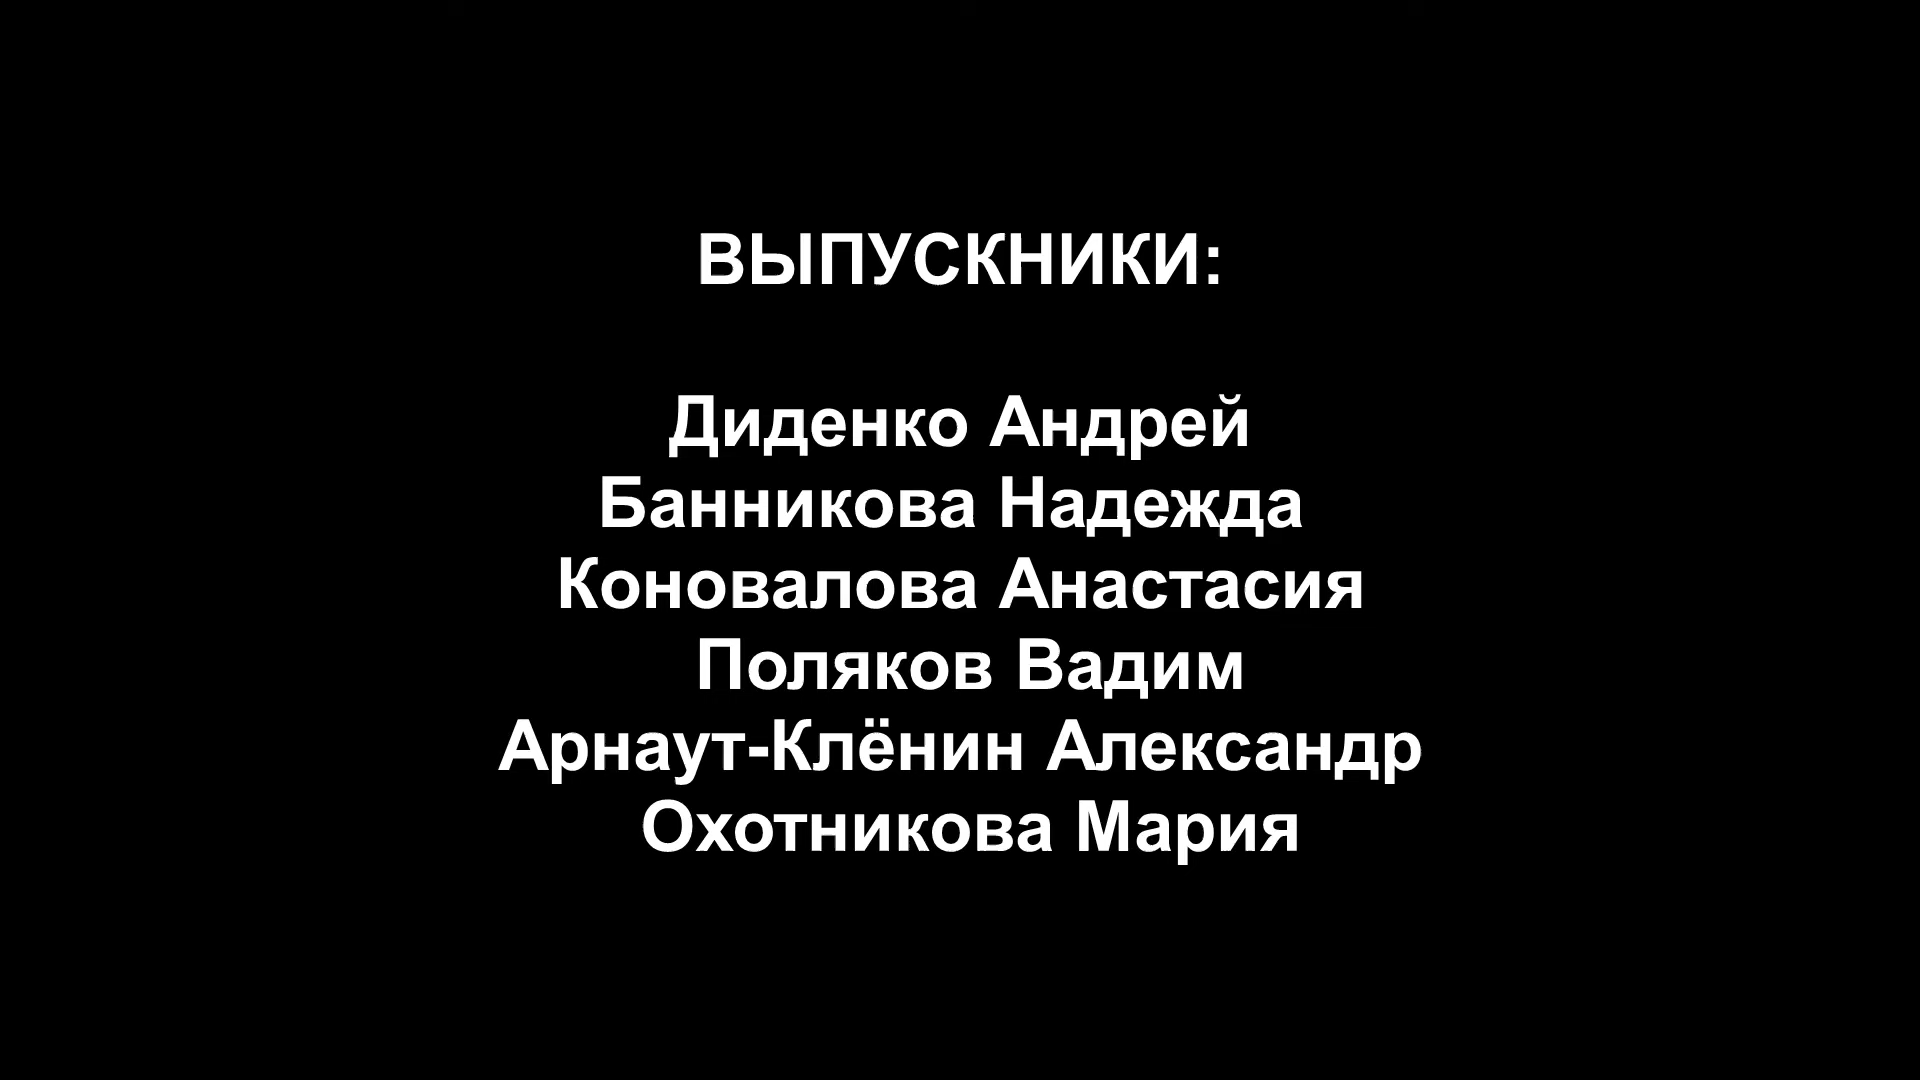 ВЫПУСКНИКИ:
Диденко Андрей
Банникова Надежда
Коновалова Анастасия
Поляков Вадим
Арнаут-Клёнин Александр
Охотникова Мария